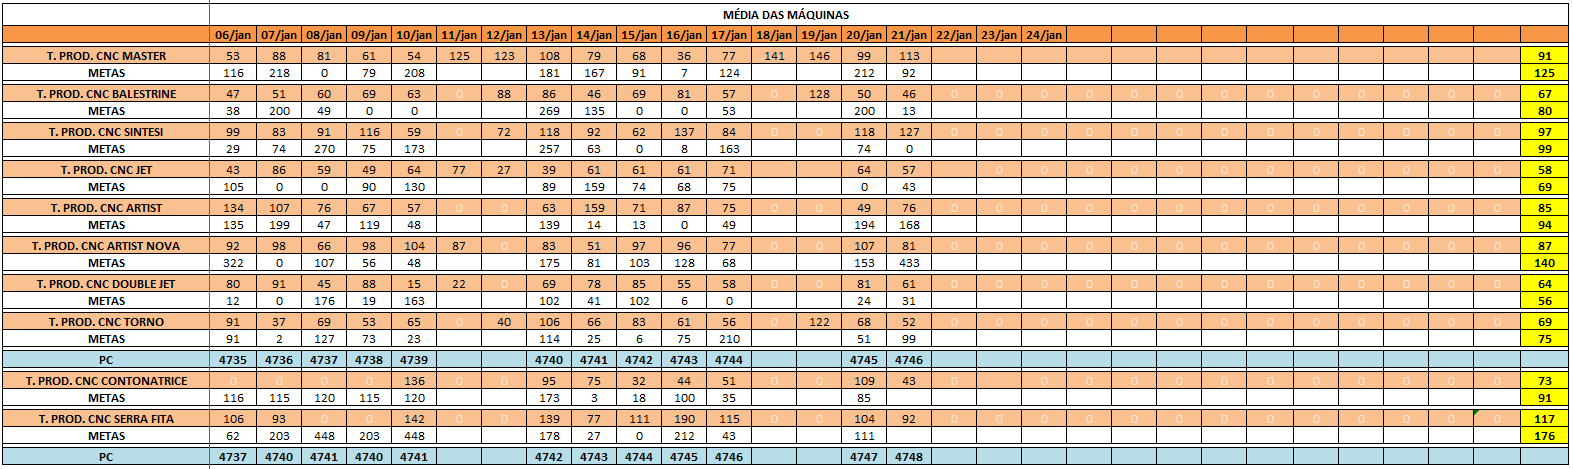 MÉDIA DAS MÁQUINAS
06/jan 07/jan 08/jan 09/jan 10/jan 11/jan 12/jan 13/jan 14/jan 15/jan 16/jan 17/jan 18/jan 19/jan 20/jan 21/jan 22/jan 23/jan 24/jan
T. PROD. CNC MASTER 53 88 81 61 54 125 123 108 79 68 36 77 141 146 99 113 91
METAS 116 218 0 79 208 181 167 91 7 124 212 92 125
T. PROD. CNC BALESTRINE 47 51 60 69 63 0 88 86 46 69 81 57 0 128 50 46 0 0 0 0 0 0 0 0 0 0 0 0 0 67
METAS 38 200 49 0 0 269 135 0 0 53 200 13 80
T. PROD. CNC SINTESI 99 83 91 116 59 0 72 118 92 62 137 84 0 0 118 127 0 0 0 0 0 0 0 0 0 0 0 0 0 97
METAS 29 74 270 75 173 257 63 0 8 163 74 0 99
T. PROD. CNC JET 43 86 59 49 64 77 27 39 61 61 61 71 64 57 0 0 0 0 0 0 0 0 0 0 0 0 58
METAS 105 0 0 90 130 89 159 74 68 75 0 43 69
T. PROD. CNC ARTIST 134 107 76 67 57 0 0 63 159 71 87 75 0 0 49 76 0 0 0 0 0 0 0 0 0 0 0 0 0 85
METAS 135 199 47 119 48 139 14 13 0 49 194 168 94
T. PROD. CNC ARTIST NOVA 92 98 66 98 104 87 0 83 51 97 96 77 0 0 107 81 0 0 0 0 0 0 0 0 0 0 0 0 0 87
METAS 322 0 107 56 48 175 81 103 128 68 153 433 140
T. PROD. CNC DOUBLE JET 80 91 45 88 15 22 0 69 78 85 55 58 0 0 81 61 0 0 0 0 0 0 0 0 0 0 0 0 0 64
METAS 12 0 176 19 163 102 41 102 6 0 24 31 56
T. PROD. CNC TORNO 91 37 69 53 65 0 40 106 66 83 61 56 0 122 68 52 0 0 0 0 0 0 0 0 0 0 0 0 0 69
METAS 91 2 127 73 23 114 25 6 75 210 51 99 75
PC 4735 4736 4737 4738 4739 4740 4741 4742 4743 4744 4745 4746
T. PROD. CNC CONTONATRICE 0 0 0 0 136 95 75 32 44 51 0 0 109 43 0 0 0 0 0 0 0 0 0 0 0 0 73
METAS 116 115 120 115 120 173 3 18 100 35 85 91
T. PROD. CNC SERRA FITA 106 93 0 0 142 139 77 111 190 115 0 0 104 92 0 0 0 0 0 0 0 0 0 0 0 0 0 117
METAS 62 203 448 203 448 178 27 0 212 43 111 176
PC 4737 4740 4741 4740 4741 4742 4743 4744 4745 4746 4747 4748